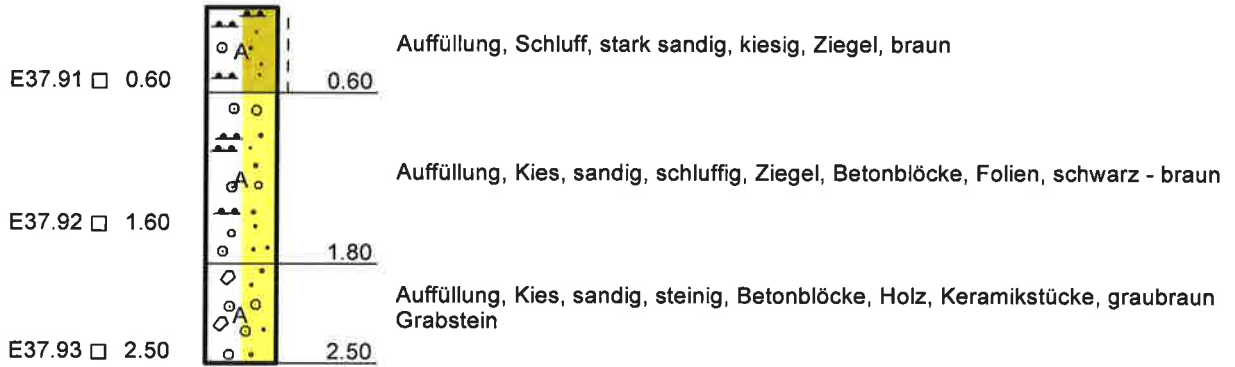 Auffüllung, Schluff, stark sandig, kiesig, Ziegel, braun
A
E37.91 □ 0.60
0.60
Auffüllung, Kies, sandig, schluffig, Ziegel, Betonblöcke, Folien, schwarz - braun
A
E37.92 □ 1.60
1.80
Auffüllung, Kies, sandig, steinig, Betonblöcke, Holz, Keramikstücke, graubraun
A
Grabstein
E37.93 □ 2.50
2.50